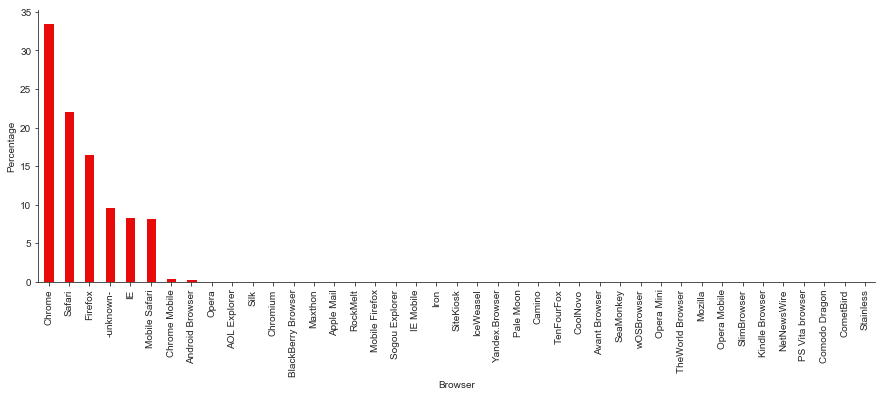 35
30
25
20
15
10
5
0
Percentage
Chrome
Safari
Firefox
-unknown-
IE
Mobile Safari
Chrome Mobile
Android Browser
Opera
AOL Explorer
Silk
Chromium
BlackBerry Browser
Maxthon
Apple Mail
RockMelt
Mobile Firefox
Sogou Explorer
IE Mobile
Iron
SiteKiosk
IceWeasel
Yandex.Browser
Pale Moon
Camino
TenFourFox
CoolNovo
Avant Browser
SeaMonkey
wOSBrowser
Opera Mini
TheWorld Browser
Mozilla
Opera Mobile
SlimBrowser
Kindle Browser
NetNewsWire
PS Vita browser
Comodo Dragon
CometBird
Stainless
Browser